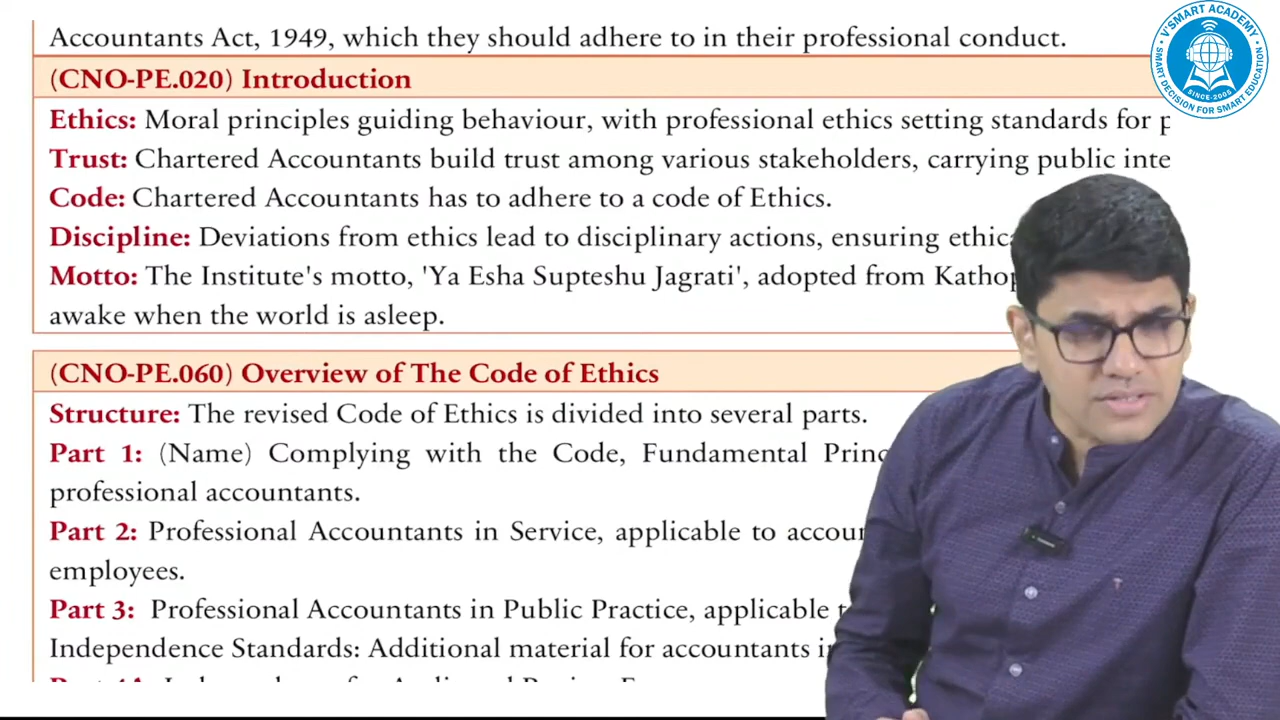 Accountants Act, 1949, which they should adhere to in their professional conduct.
(CNO-PE.020) Introduction
Ethics: Moral principles guiding behaviour, with professional ethics setting standards for
Trust: Chartered Accountants build trust among various stakeholders, carrying public
Code: Chartered Accountants has to adhere to a code of Ethics.
Discipline: Deviations from ethics lead to disciplinary actions, ensuring
Motto: The Institute's motto, 'Ya Esha Supteshu Jagrati', adopted from
awake when the world is asleep.
(CNO-PE.060) Overview of The Code of Ethics
Structure: The revised Code of Ethics is divided into several parts.
Part 1: (Name) Complying with the Code, Fundamental
professional accountants.
Part 2: Professional Accountants in Service, applicable to
employees.
Part 3: Professional Accountants in Public Practice, applicable
Independence Standards: Additional material for accountants
V'SMART ACADEMY
SMART DECISION FOR SMART EDUCATION
SINCE-2005